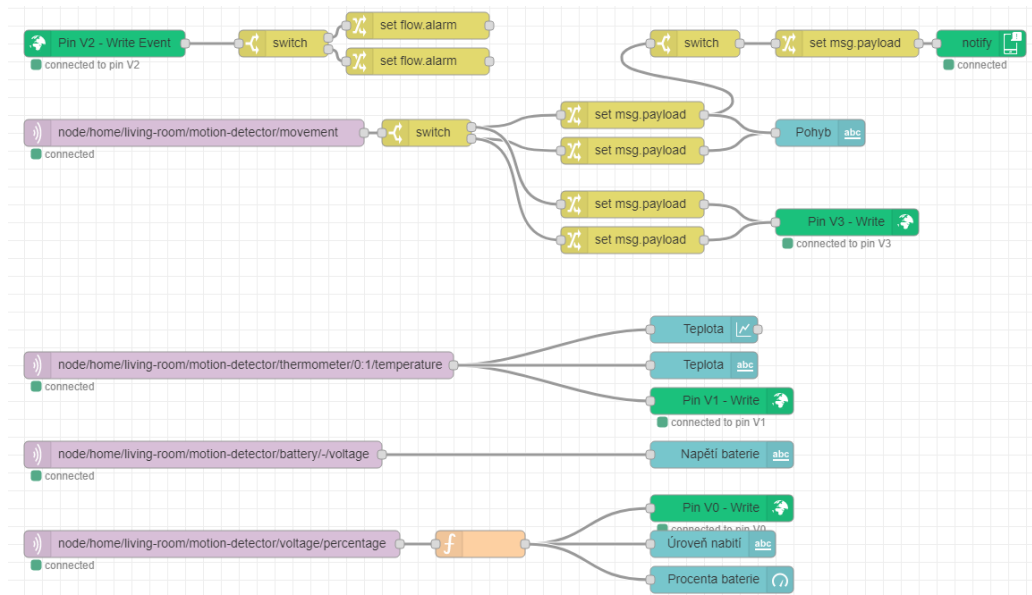 Pin V2 - Write Event
connected to pin V2
switch
set flow.alarm
set flow.alarm
switch
set msg.payload
notify
connected
node/home/living-room/motion-detector/movement
connected
switch
set msg.payload
set msg.payload
Pohyb
abc
set msg.payload
set msg.payload
Pin V3 - Write
connected to pin V3
node/home/living-room/motion-detector/thermometer/0:1/temperature
connected
Teplota
Teplota
abc
Pin V1 - Write
connected to pin V1
node/home/living-room/motion-detector/battery/-/voltage
connected
Napětí baterie
abc
node/home/living-room/motion-detector/voltage/percentage
connected
Pin V0 - Write
connected to pin V0
Úroveň nabití
abc
Procenta baterie